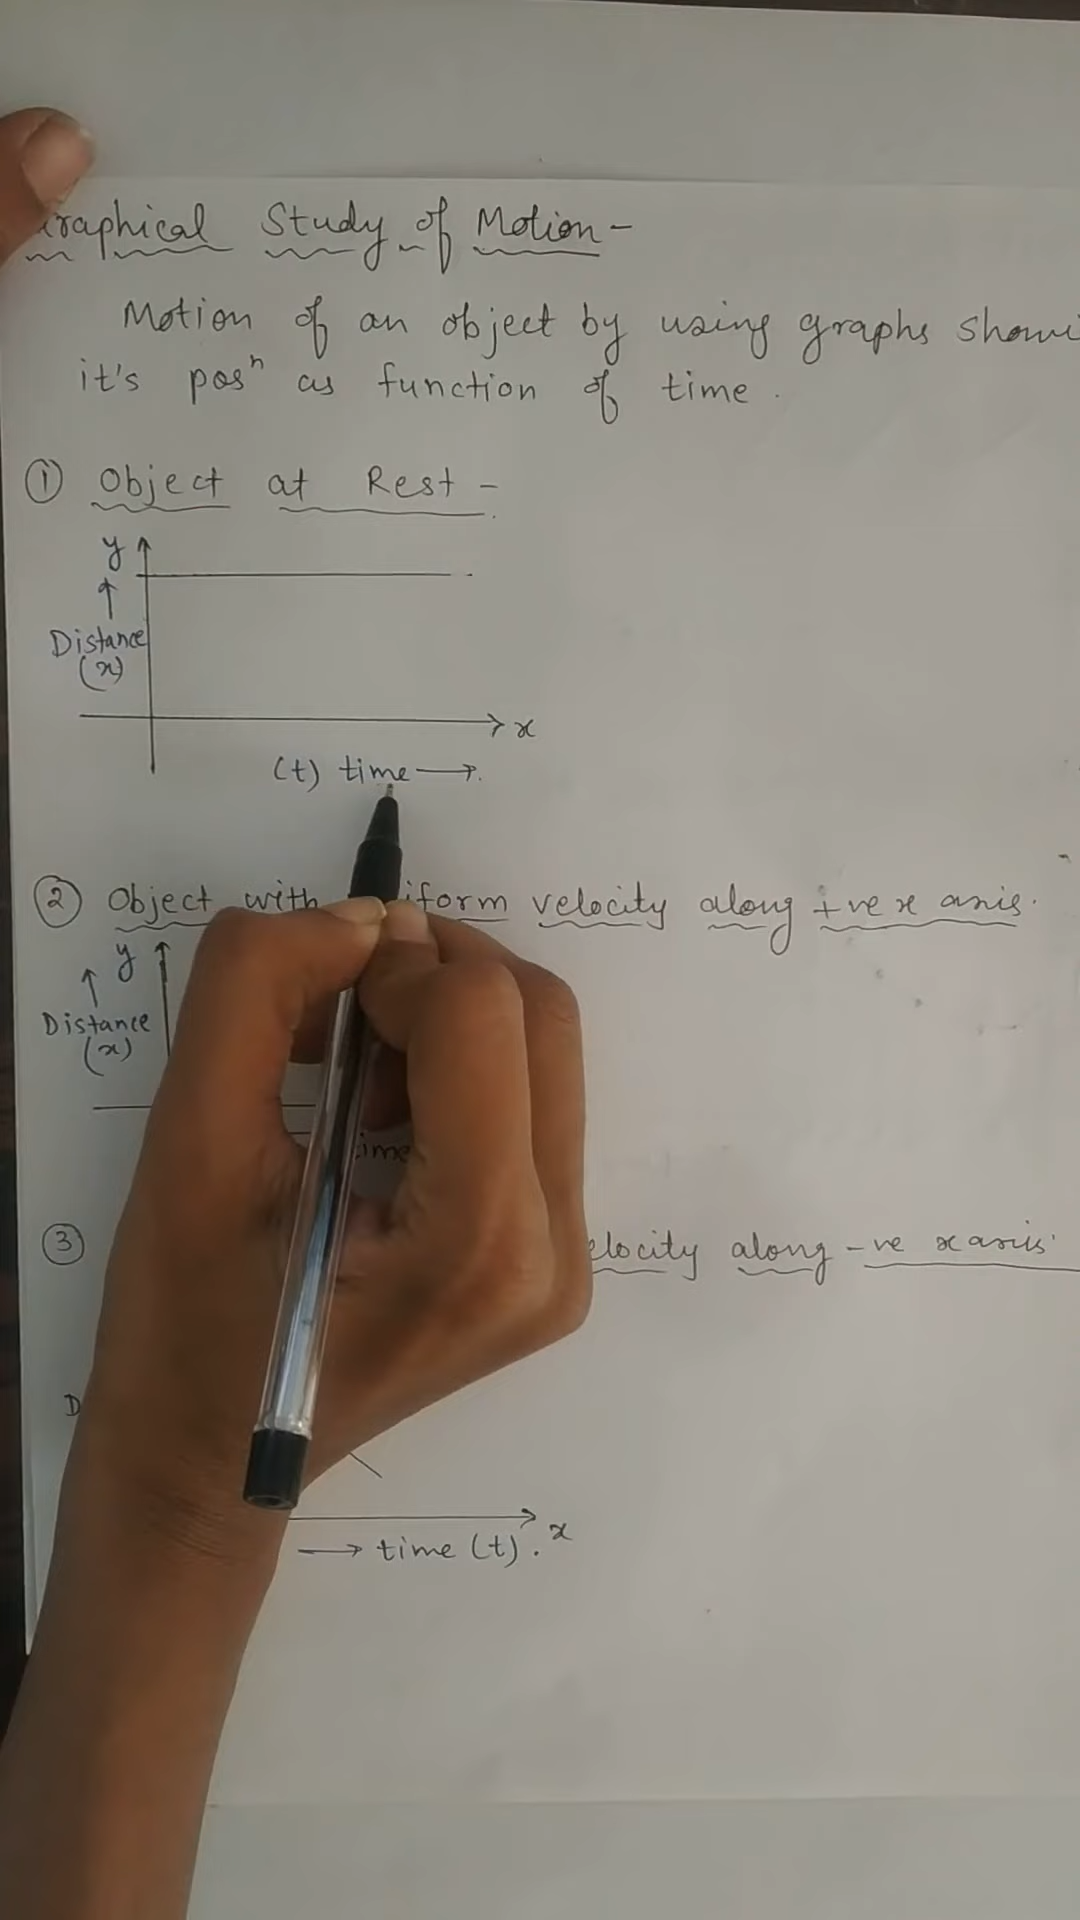 Study of Motion -
Motion of an object by using graphs
it's posⁿ as function of time .
① Object at Rest -
y
Distance
(x)
x
(t) time →
② Object with velocity along +ve x axis.
y
Distance
(x)
time
③ along -ve x axis.
→ time (t). x